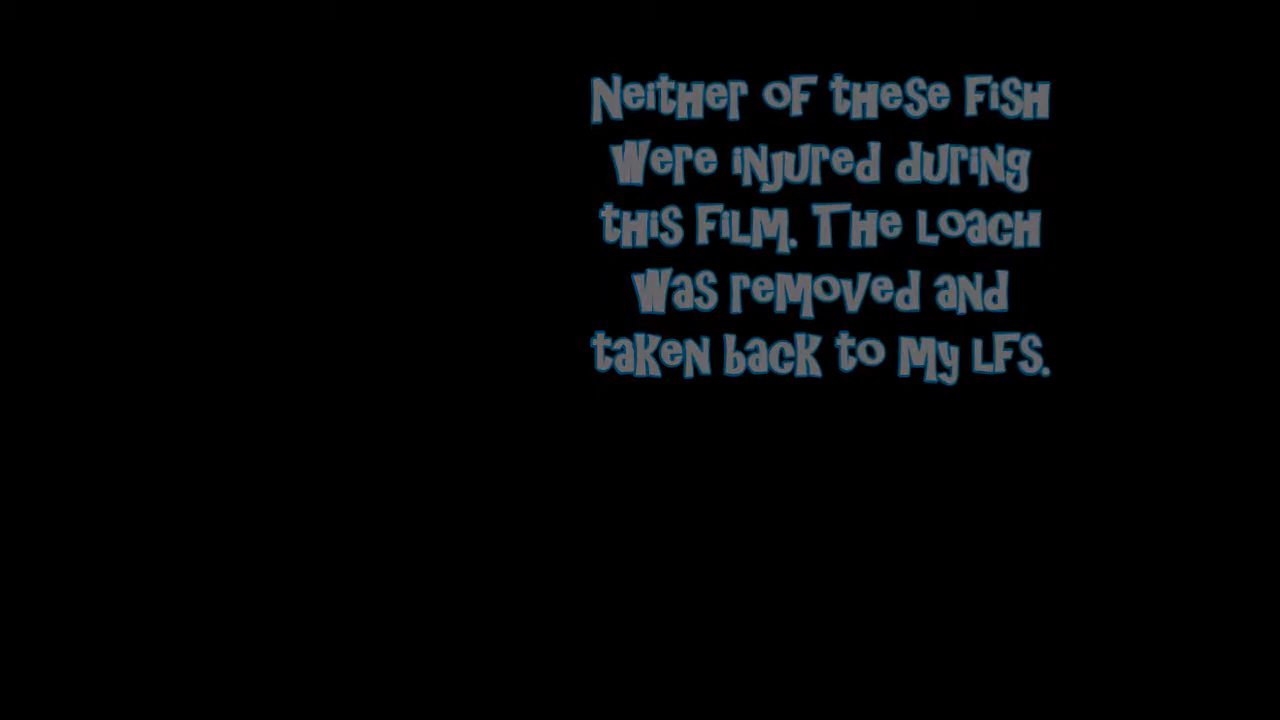 Neither of these fish
were injured during
this film. The loach
was removed and
taken back to my LFS.